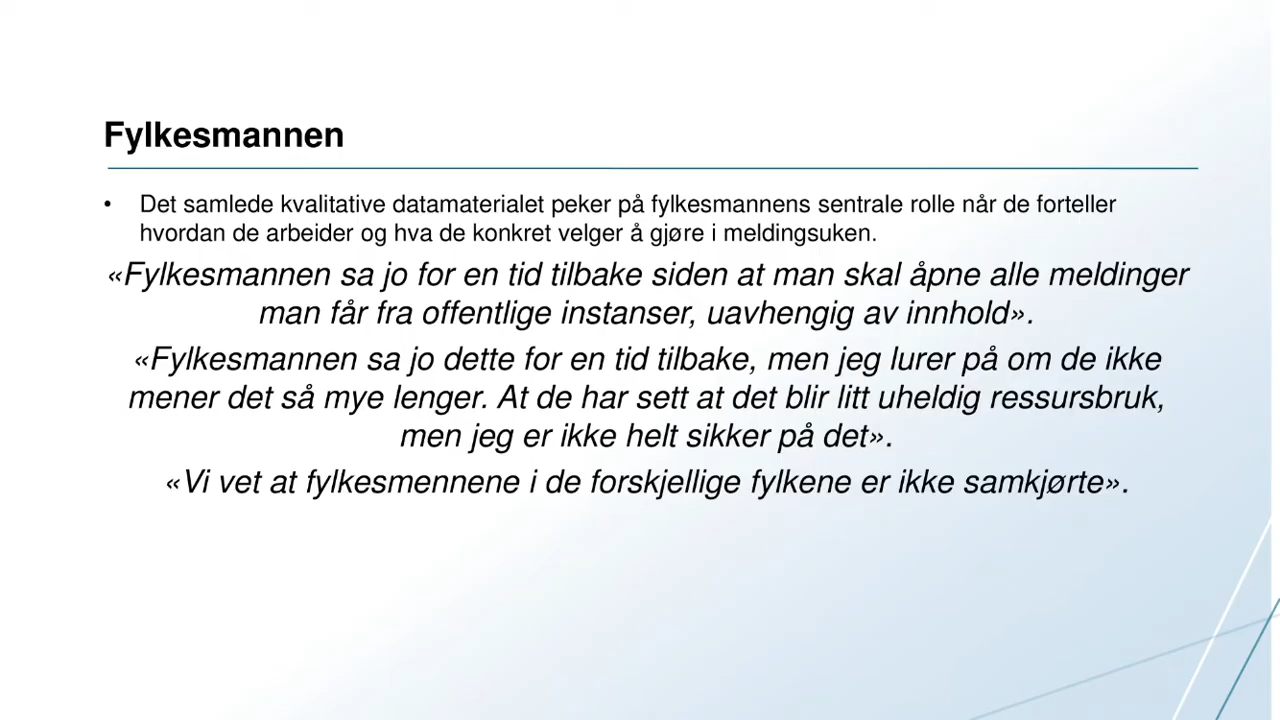 Fylkesmannen
• Det samlede kvalitative datamaterialet peker på fylkesmannens sentrale rolle når de forteller
hvordan de arbeider og hva de konkret velger å gjøre i meldingsuken.
«Fylkesmannen sa jo for en tid tilbake siden at man skal åpne alle meldinger
man får fra offentlige instanser, uavhengig av innhold».
«Fylkesmannen sa jo dette for en tid tilbake, men jeg lurer på om de ikke
mener det så mye lenger. At de har sett at det blir litt uheldig ressursbruk,
men jeg er ikke helt sikker på det».
«Vi vet at fylkesmennene i de forskjellige fylkene er ikke samkjørte».